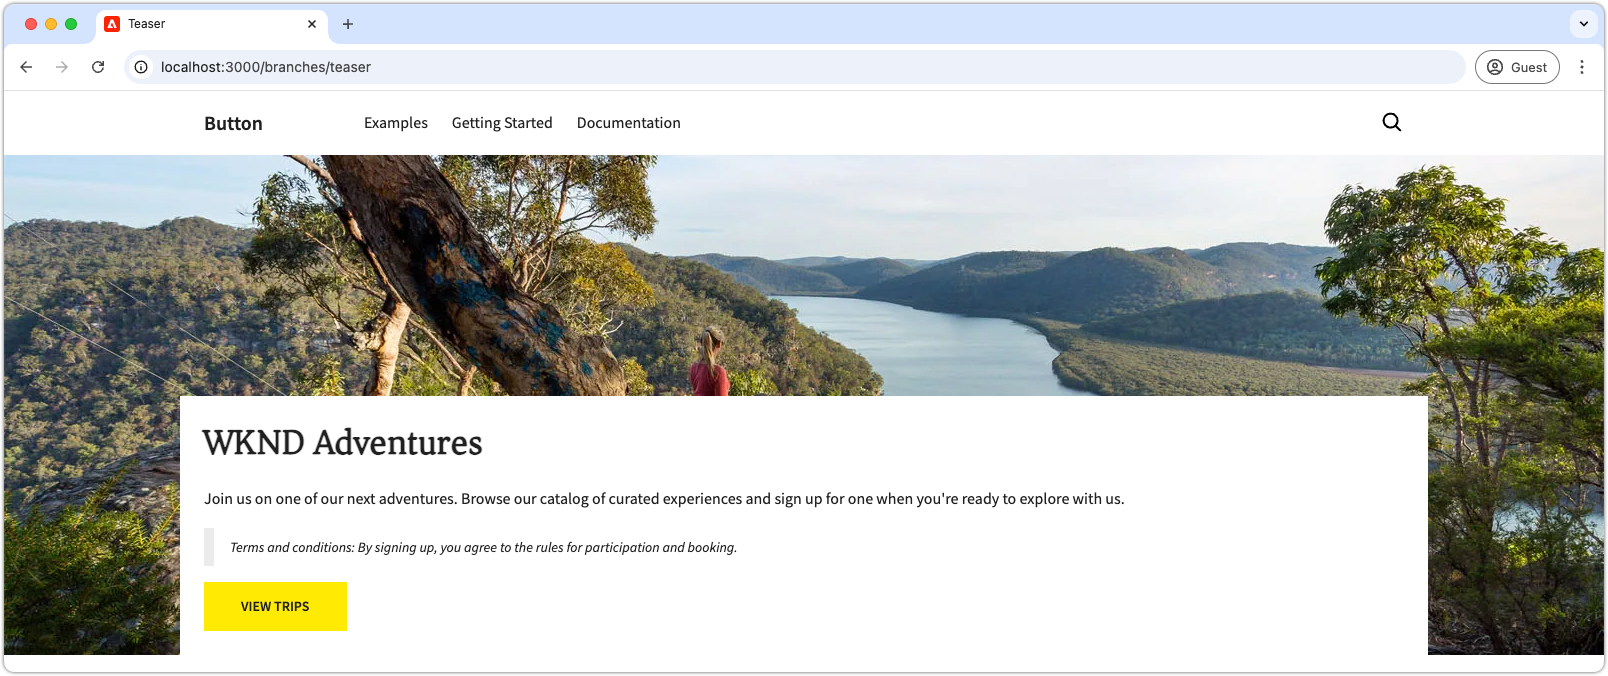 Teaser
localhost:3000/branches/teaser
Guest
Button
Examples Getting Started Documentation
WKND Adventures
Join us on one of our next adventures. Browse our catalog of curated experiences and sign up for one when you're ready to explore with us.
Terms and conditions: By signing up, you agree to the rules for participation and booking.
VIEW TRIPS